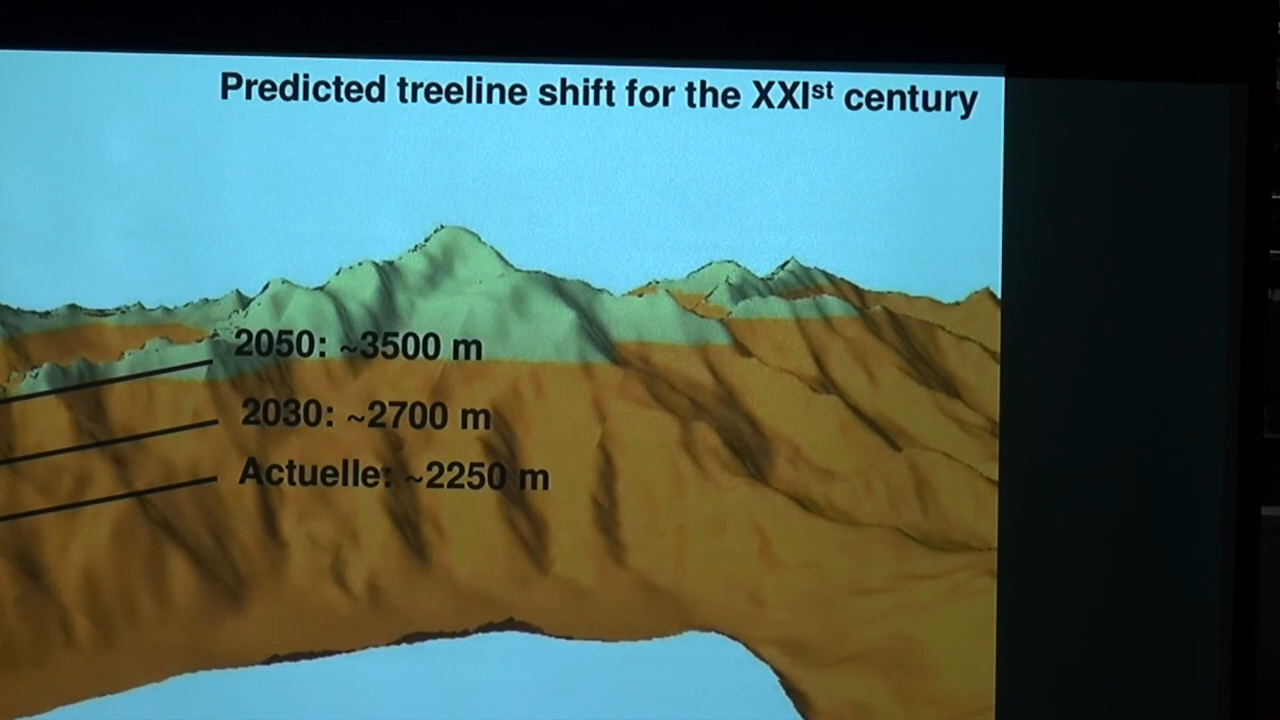 Predicted treeline shift for the XXIst century
2050: ~3500 m
2030: ~2700 m
Actuelle: ~2250 m